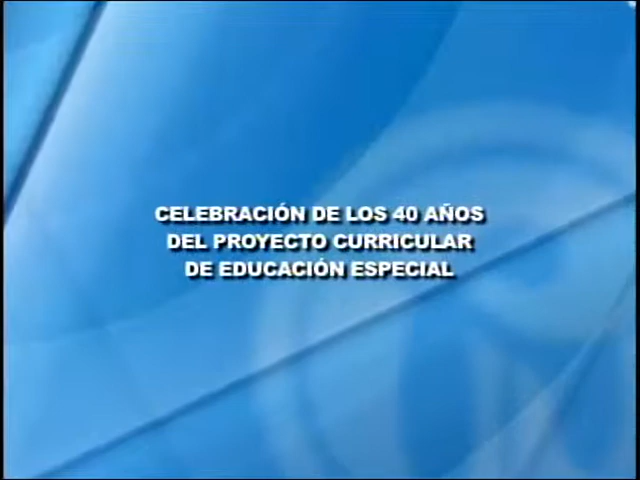 CELEBRACIÓN DE LOS 40 AÑOS
DEL PROYECTO CURRICULAR
DE EDUCACIÓN ESPECIAL